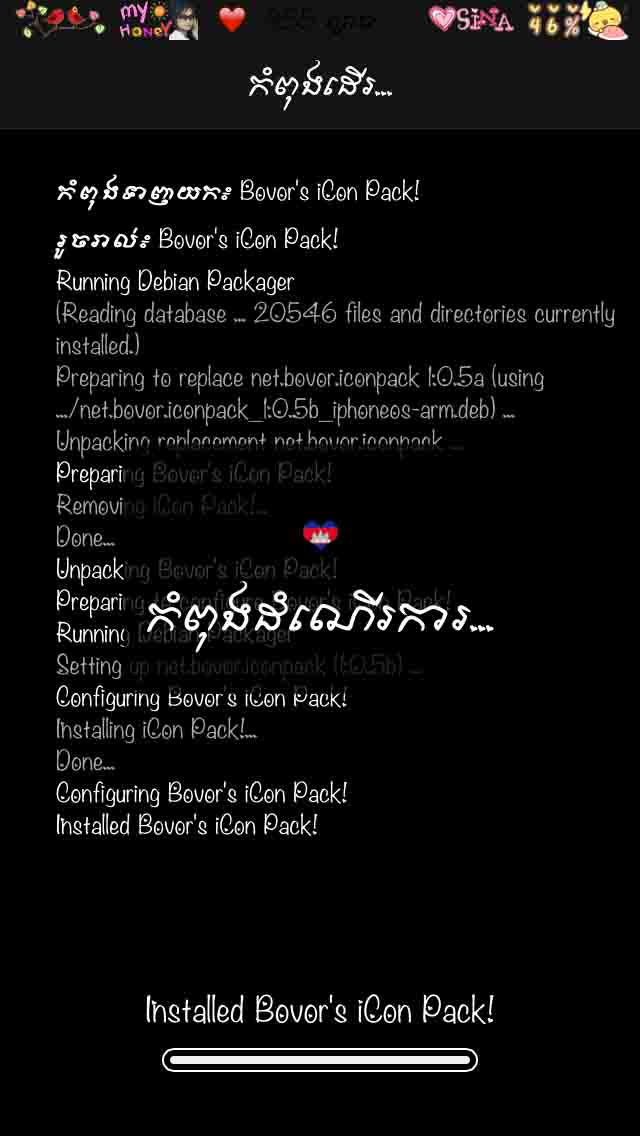 my
HONEY
SiNA
46%
កំពុងដើរ...
កំពុងទាញយក៖ Bovor's iCon Pack!
រួចរាល់៖ Bovor's iCon Pack!
Running Debian Packager
(Reading database ... 20546 files and directories currently
installed.)
Preparing to replace net.bovor.iconpack 1:0.5a (using
.../net.bovor.iconpack_1:0.5b_iphoneos-arm.deb) ...
Unpacking replacement net.bovor.iconpack ...
Preparing Bovor's iCon Pack!
Removing iCon Pack!...
Done...
Unpacking Bovor's iCon Pack!
Preparing to configure Bovor's iCon Pack!
កំពុងដំណើរការ...
Running Debian Packager
Setting up net.bovor.iconpack (1:0.5b) ...
Configuring Bovor's iCon Pack!
Installing iCon Pack!...
Done...
Configuring Bovor's iCon Pack!
Installed Bovor's iCon Pack!
Installed Bovor's iCon Pack!